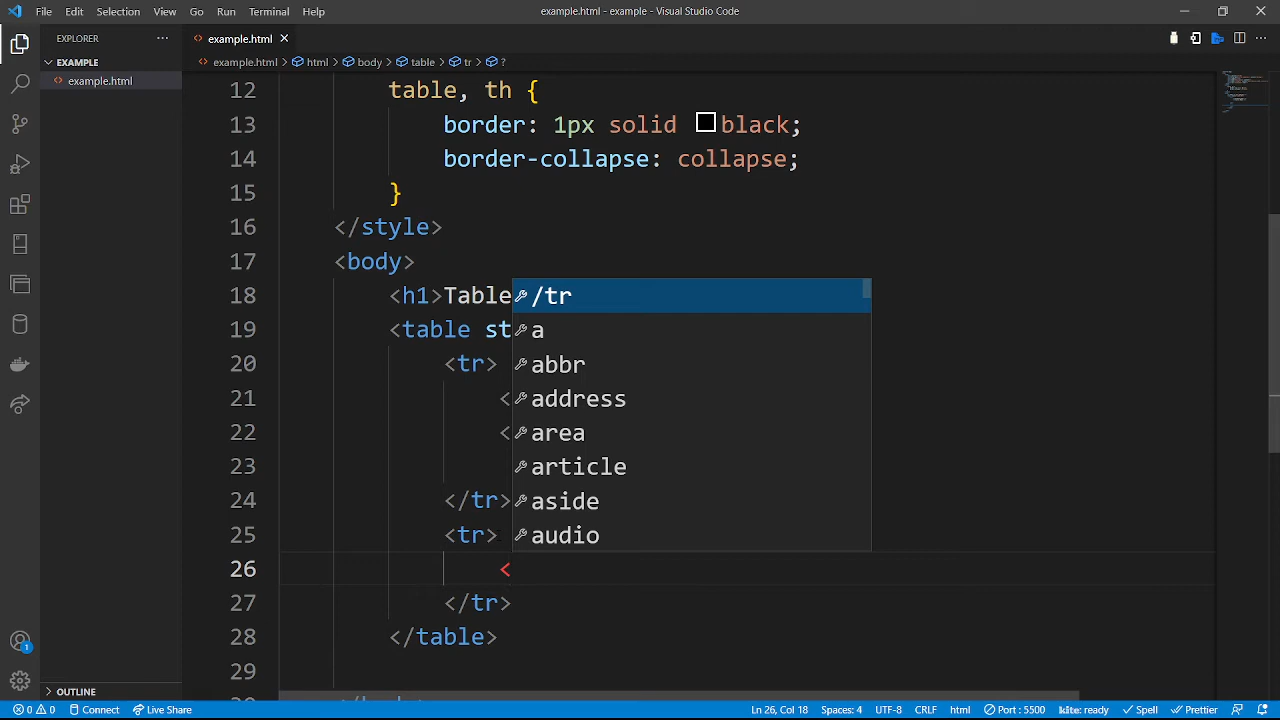 File Edit Selection View Go Run Terminal Help
example.html - example - Visual Studio Code
EXPLORER
example.html
EXAMPLE
example.html
example.html > html > body > table > tr > ?
12 table, th {
13 border: 1px solid black;
14 border-collapse: collapse;
15 }
16 </style>
17 <body>
18 <h1>Table
19 <table st
20 <tr>
21 <
22 <
23
24 </tr>
25 <tr>
26 <
27 </tr>
28 </table>
29
/tr
a
abbr
address
area
article
aside
audio
1
OUTLINE
0 0 Connect Live Share
Ln 26, Col 18 Spaces: 4 UTF-8 CRLF html Port : 5500 kite: ready Spell Prettier